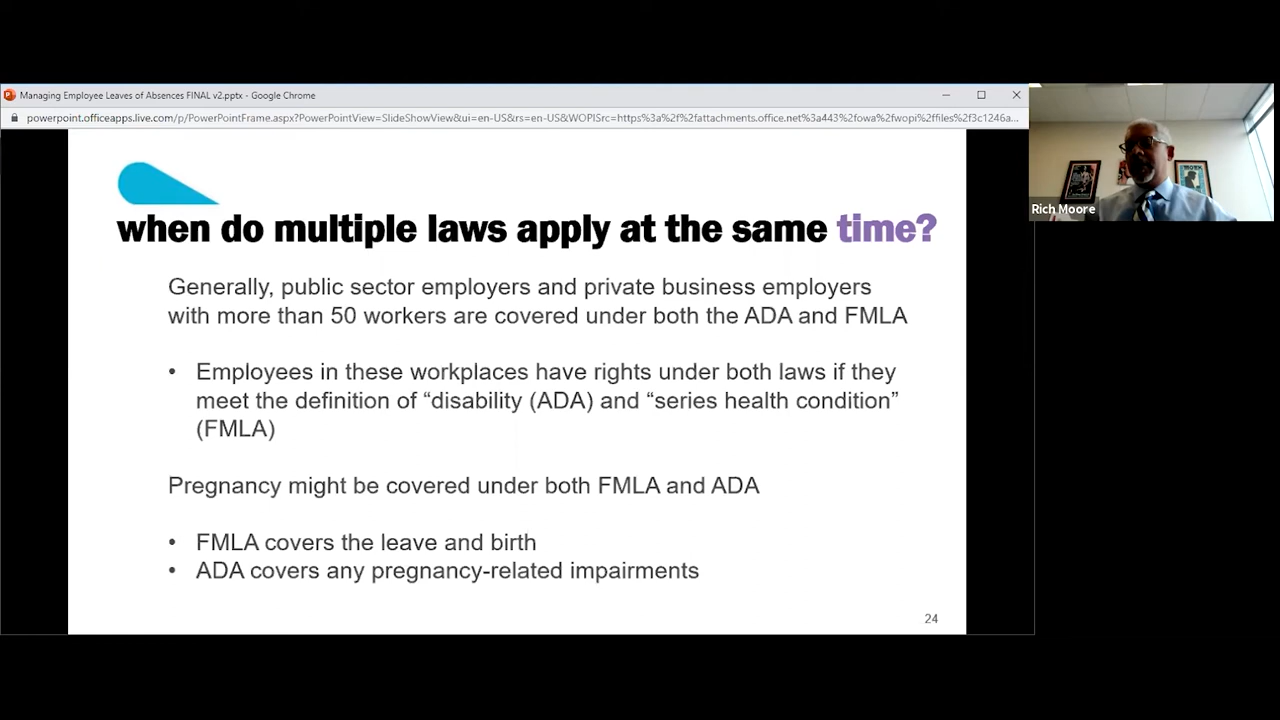 Managing Employee Leaves of Absences FINAL v2.pptx - Google Chrome
powerpoint.officeapps.live.com/p/PowerPointFrame.aspx?PowerPointView=SlideShowView&ui=en-US&rs=en-US&WOPISrc=https%3a%2f%2fattachments.office.net%3a443%2fowa%2fwopi%2ffiles%2f3c1246a...
Rich Moore
when do multiple laws apply at the same time?
Generally, public sector employers and private business employers
with more than 50 workers are covered under both the ADA and FMLA
• Employees in these workplaces have rights under both laws if they
meet the definition of “disability (ADA) and “series health condition”
(FMLA)
Pregnancy might be covered under both FMLA and ADA
• FMLA covers the leave and birth
• ADA covers any pregnancy-related impairments
24